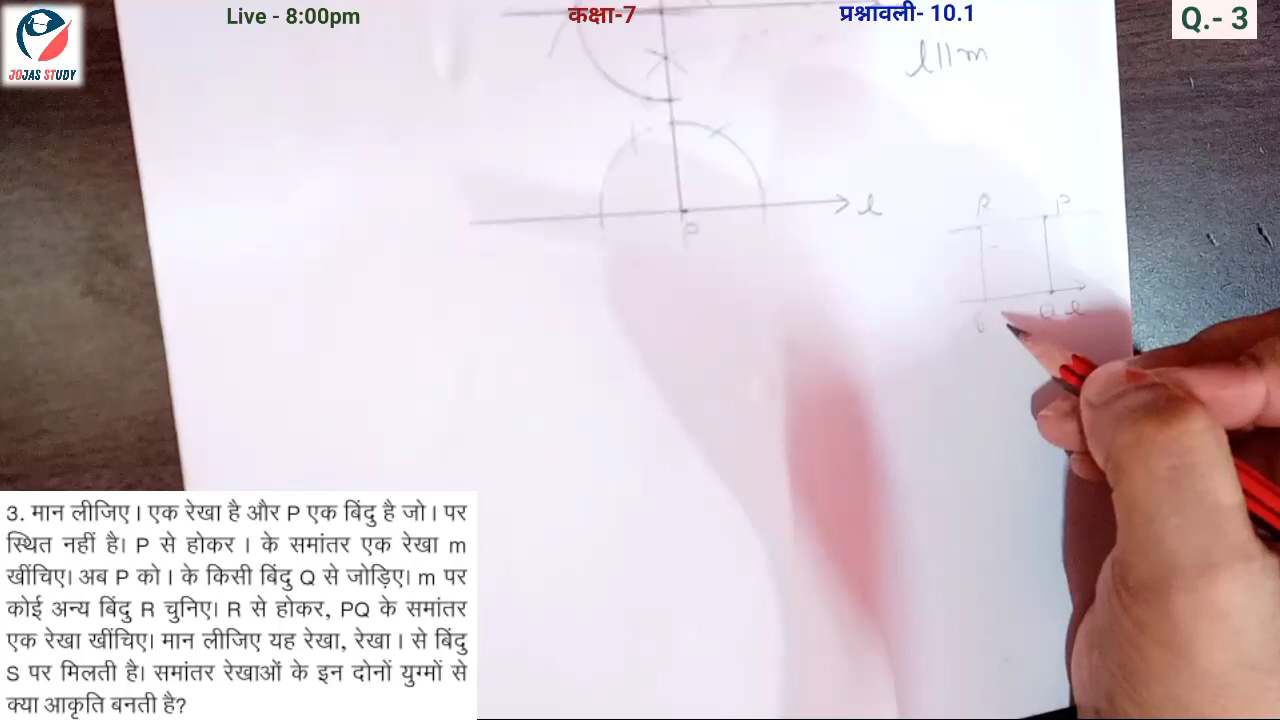 Live - 8:00pm
कक्षा-7
प्रश्नावली- 10.1
Q.- 3
JOJAS STUDY
l||m
l
P
R
P
Q l
3. मान लीजिए l एक रेखा है और P एक बिंदु है जो l पर
स्थित नहीं है। P से होकर l के समांतर एक रेखा m
खींचिए। अब P को l के किसी बिंदु Q से जोड़िए। m पर
कोई अन्य बिंदु R चुनिए। R से होकर, PQ के समांतर
एक रेखा खींचिए। मान लीजिए यह रेखा, रेखा l से बिंदु
S पर मिलती है। समांतर रेखाओं के इन दोनों युग्मों से
क्या आकृति बनती है?